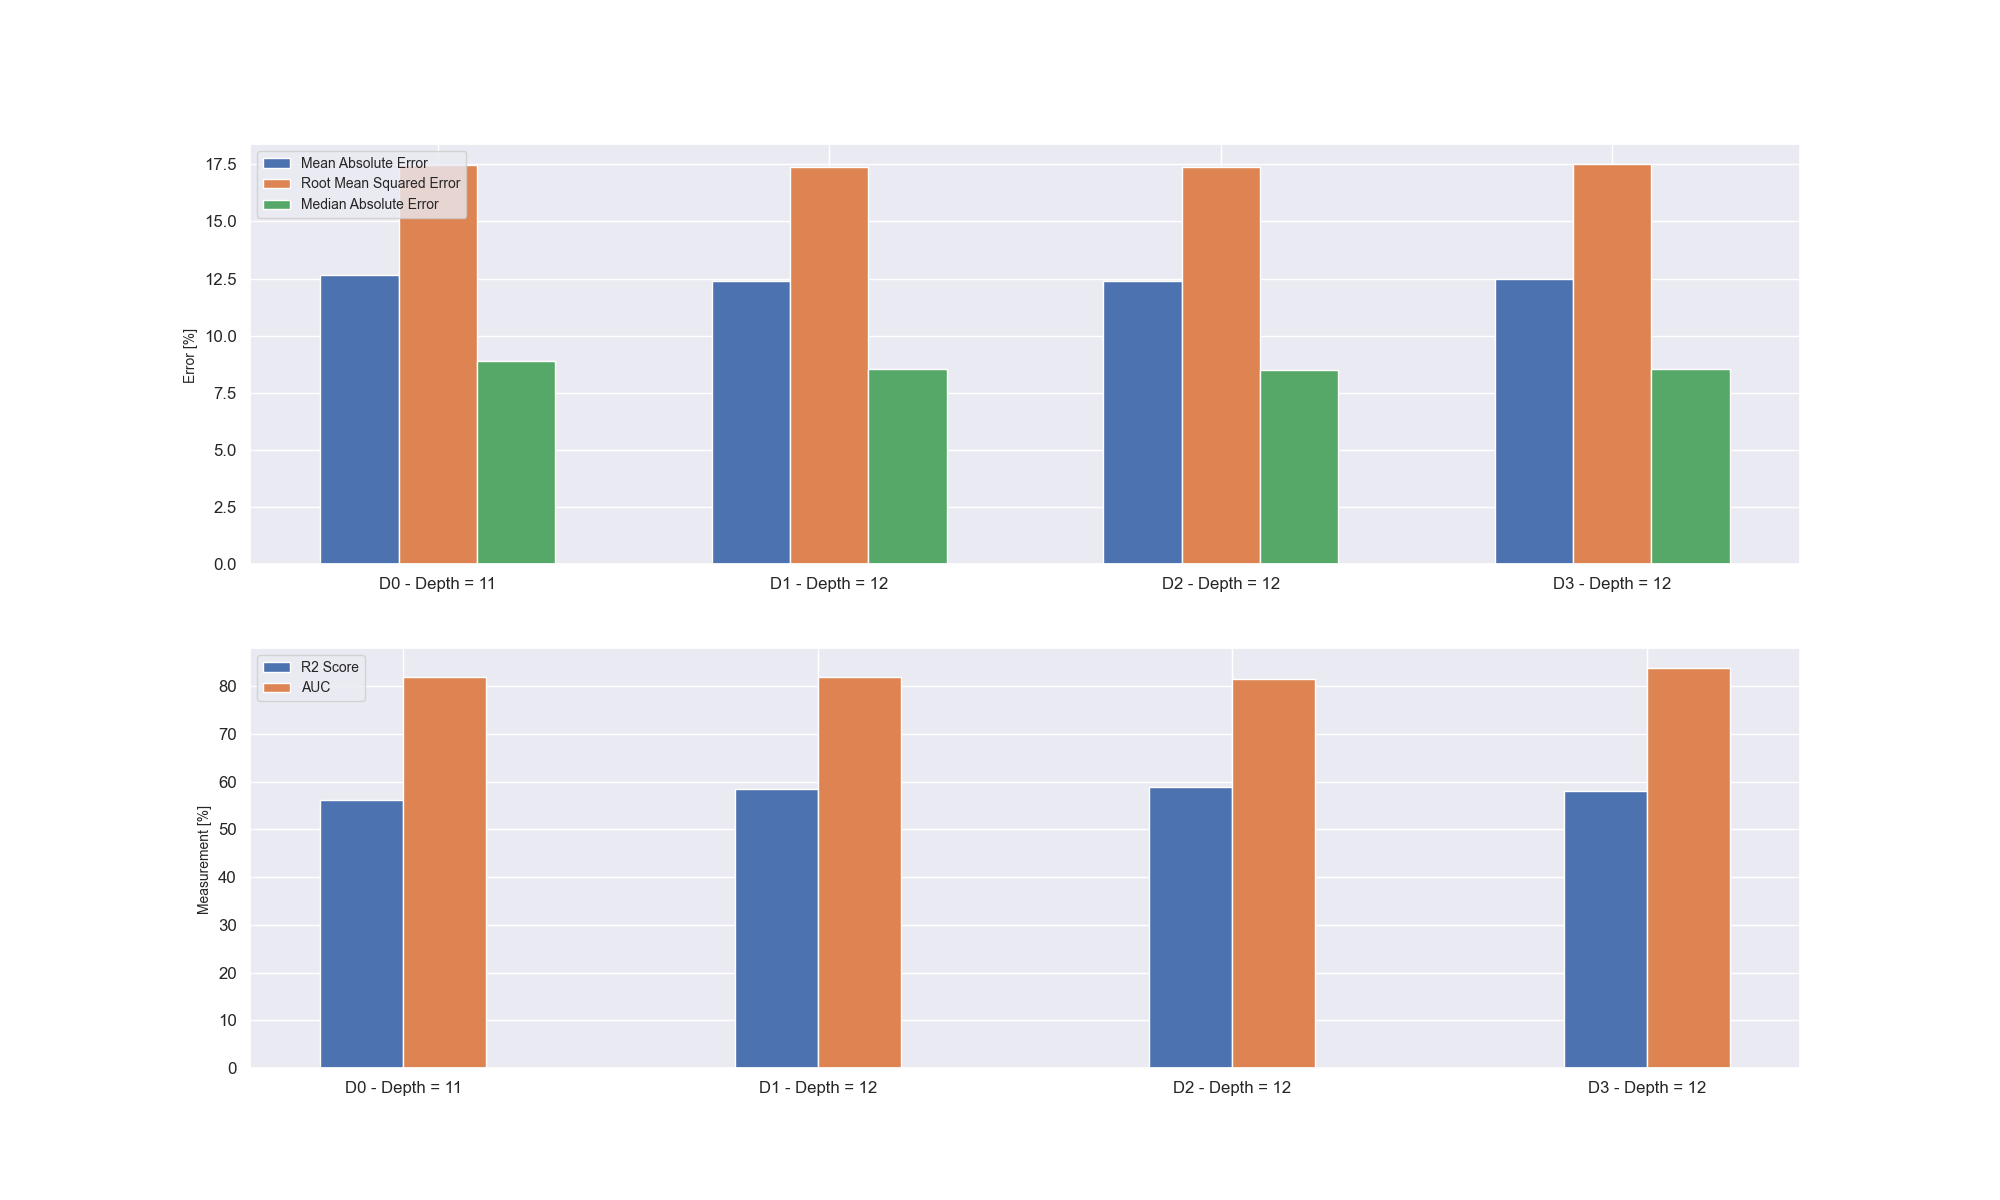 Mean Absolute Error
Root Mean Squared Error
Median Absolute Error
Error [%]
17.5
15.0
12.5
10.0
7.5
5.0
2.5
0.0
D0 - Depth = 11
D1 - Depth = 12
D2 - Depth = 12
D3 - Depth = 12
R2 Score
AUC
Measurement [%]
80
70
60
50
40
30
20
10
0
D0 - Depth = 11
D1 - Depth = 12
D2 - Depth = 12
D3 - Depth = 12